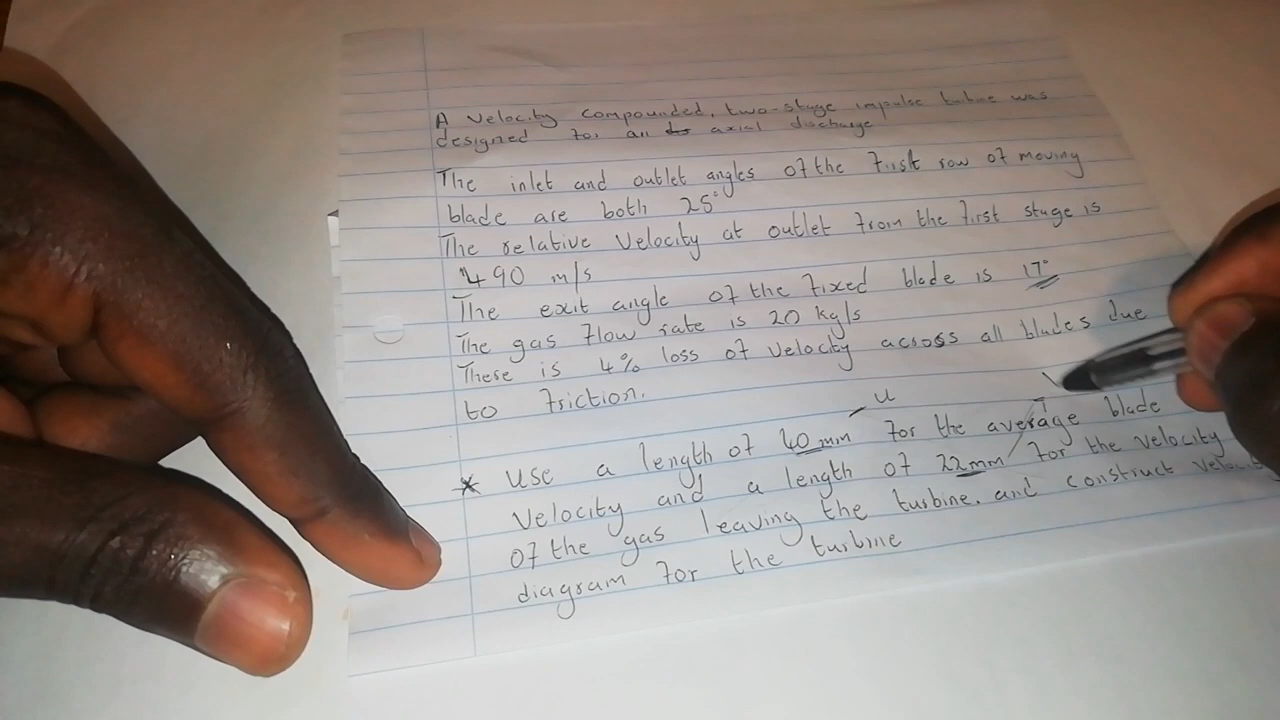 A Velocity compounded, two-stage impulse turbine was
designed for an axial discharge
The inlet and outlet angles of the first row of moving
blade are both 25°
The relative velocity at outlet from the first stage is
490 m/s
The exit angle of the fixed blade is 17°
The gas flow rate is 20 kg/s
There is 4% loss of velocity across all blades due
to friction.
u
* Use a length of 40mm for the average blade
velocity and a length of 22mm for the velocity
of the gas leaving the turbine. and construct
diagram for the turbine